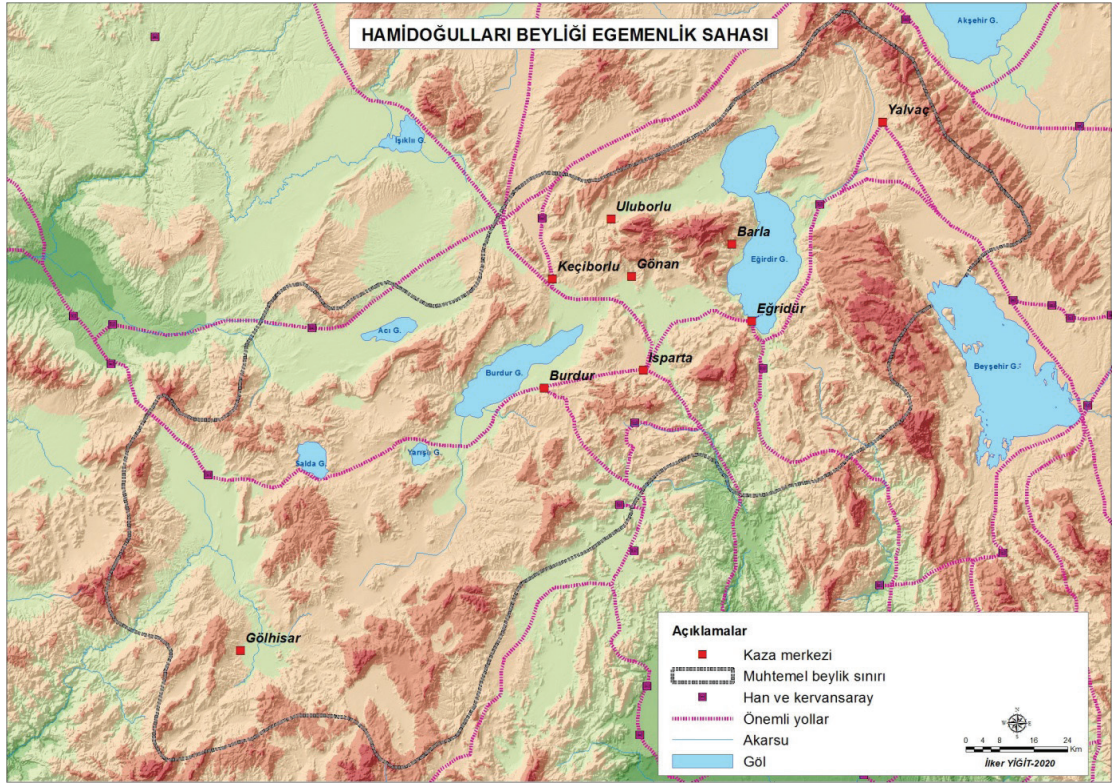 HAMİDOĞULLARI BEYLİĞİ EGEMENLİK SAHASI
Akşehir G.
Yalvaç
Işıklı G.
Uluborlu
Barla
Eğirdir G.
Keçiborlu
Gönan
Eğridür
Acı G.
Burdur G.
Isparta
Burdur
Beyşehir G.
Salda G.
Yarışlı G.
Gölhisar
Açıklamalar
Kaza merkezi
Muhtemel beylik sınırı
Han ve kervansaray
Önemli yollar
Akarsu
Göl
N
W E
S
0 4 8 16 24
Km
İlker YİĞİT-2020